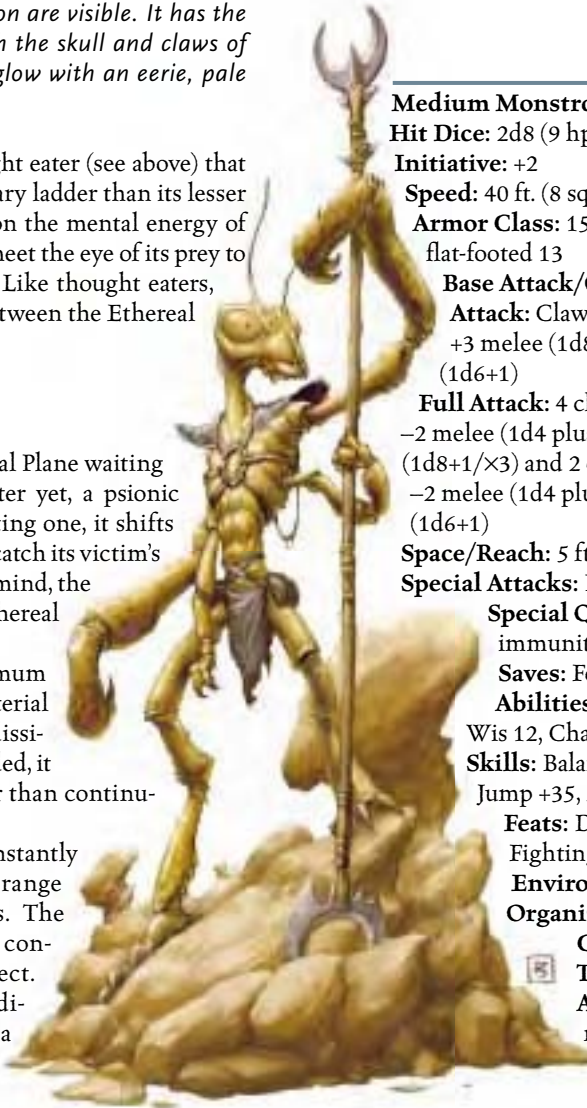 on are visible. It has the
n the skull and claws of
glow with an eerie, pale
ht eater (see above) that
ary ladder than its lesser
on the mental energy of
meet the eye of its prey to
Like thought eaters,
tween the Ethereal
al Plane waiting
ter yet, a psionic
ting one, it shifts
catch its victim's
mind, the
hereal
mum
terial
issi-
ed, it
r than continu-
nstantly
range
s. The
con-
ect.
di-
a
Medium Monstro
Hit Dice: 2d8 (9 hp
Initiative: +2
Speed: 40 ft. (8 sq
Armor Class: 15
flat-footed 13
Base Attack/
Attack: Claw
+3 melee (1d8
(1d6+1)
Full Attack: 4 cl
–2 melee (1d4 plu
(1d8+1/×3) and 2
–2 melee (1d4 plu
(1d6+1)
Space/Reach: 5 ft
Special Attacks:
Special Q
immunit
Saves: Fo
Abilities
Wis 12, Cha
Skills: Bala
Jump +35,
Feats: D
Fighting
Enviro
Organi